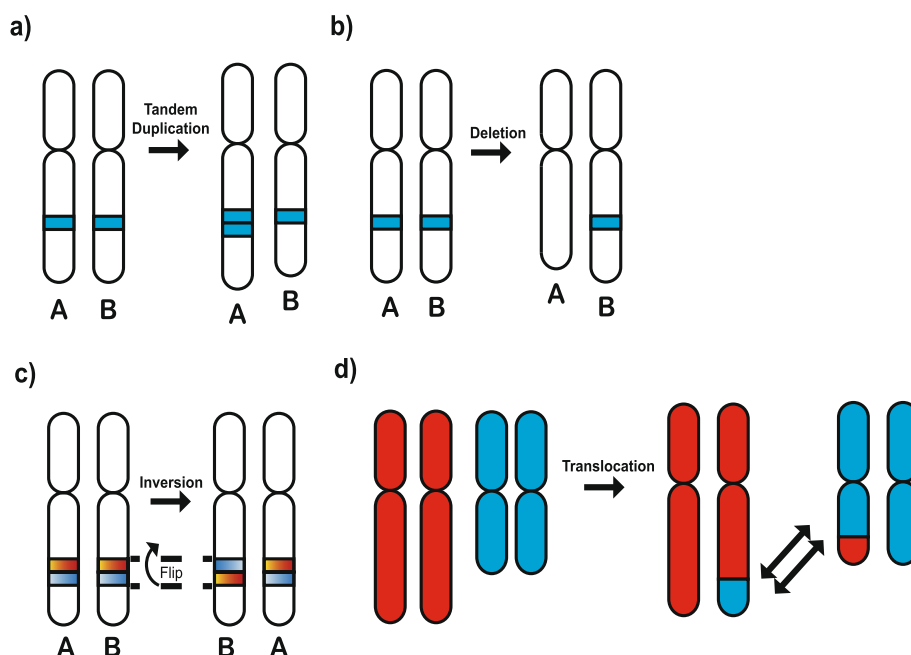 a)
Tandem
Duplication
A B
A B
b)
Deletion
A B
A B
c)
Inversion
Flip
A B
B A
d)
Translocation